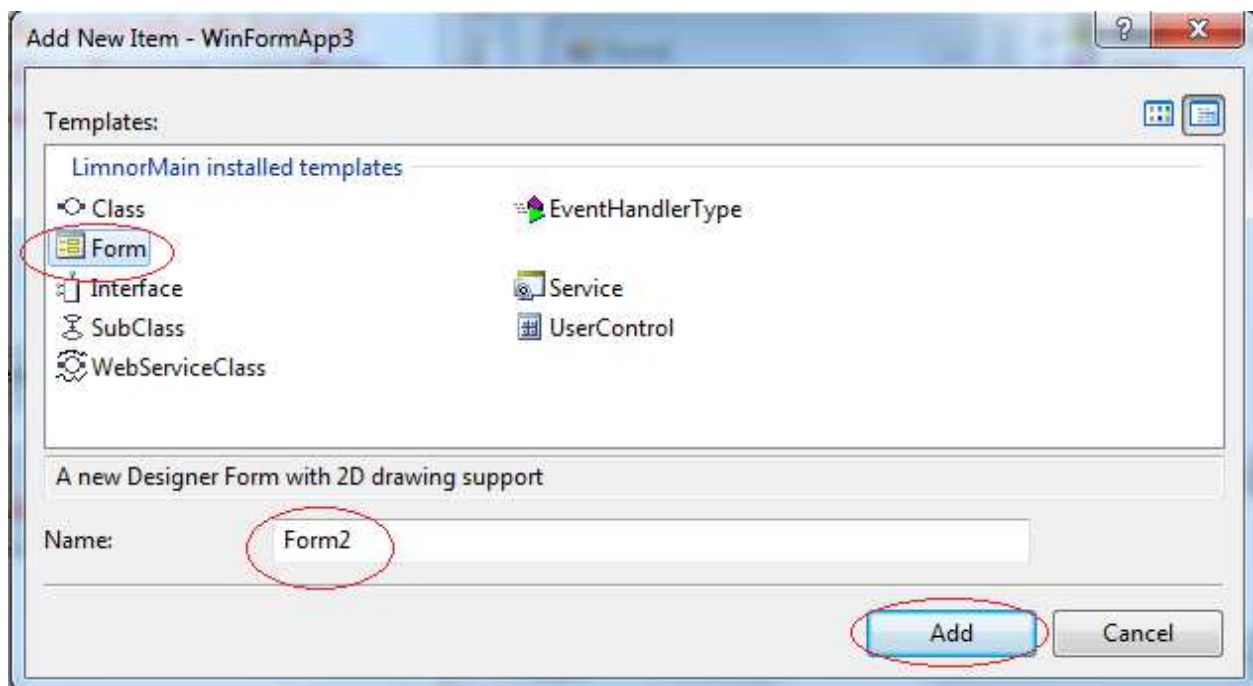 Add New Item - WinFormApp3
Templates:
LimnorMain installed templates
Class
EventHandlerType
Form
Interface
Service
SubClass
UserControl
WebServiceClass
A new Designer Form with 2D drawing support
Name:
Form2
Add
Cancel